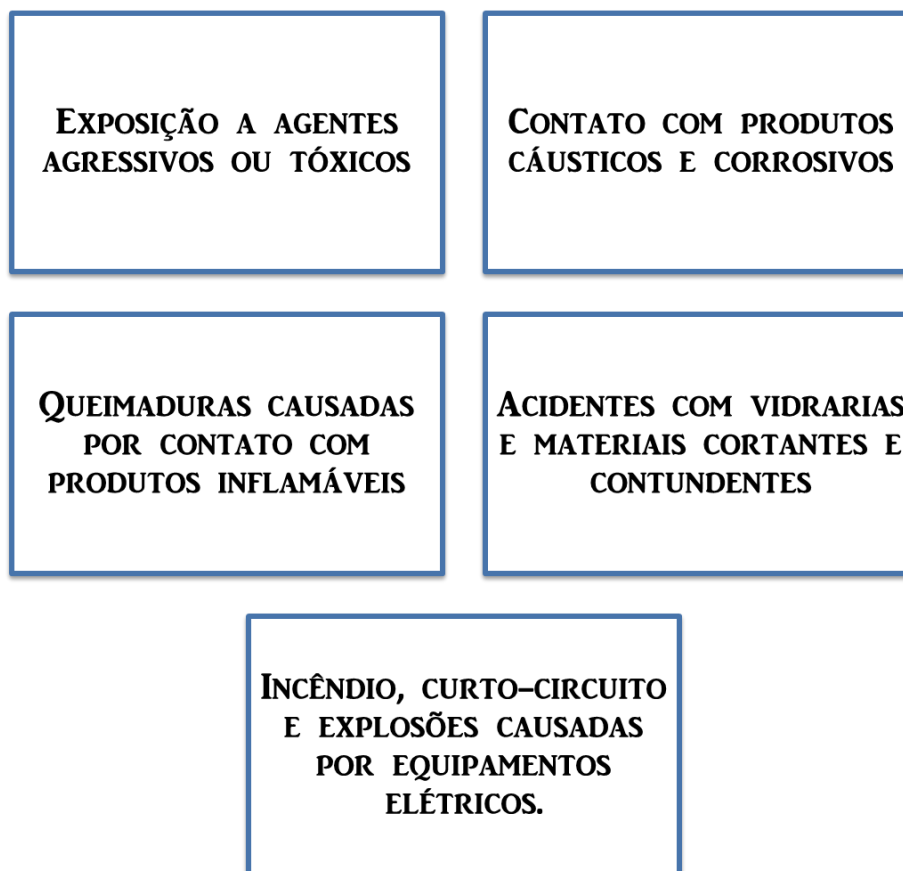 Exposição a agentes
agressivos ou tóxicos
Contato com produtos
cáusticos e corrosivos
Queimaduras causadas
por contato com
produtos inflamáveis
Acidentes com vidrarias
e materiais cortantes e
contundentes
Incêndio, curto-circuito
e explosões causadas
por equipamentos
elétricos.